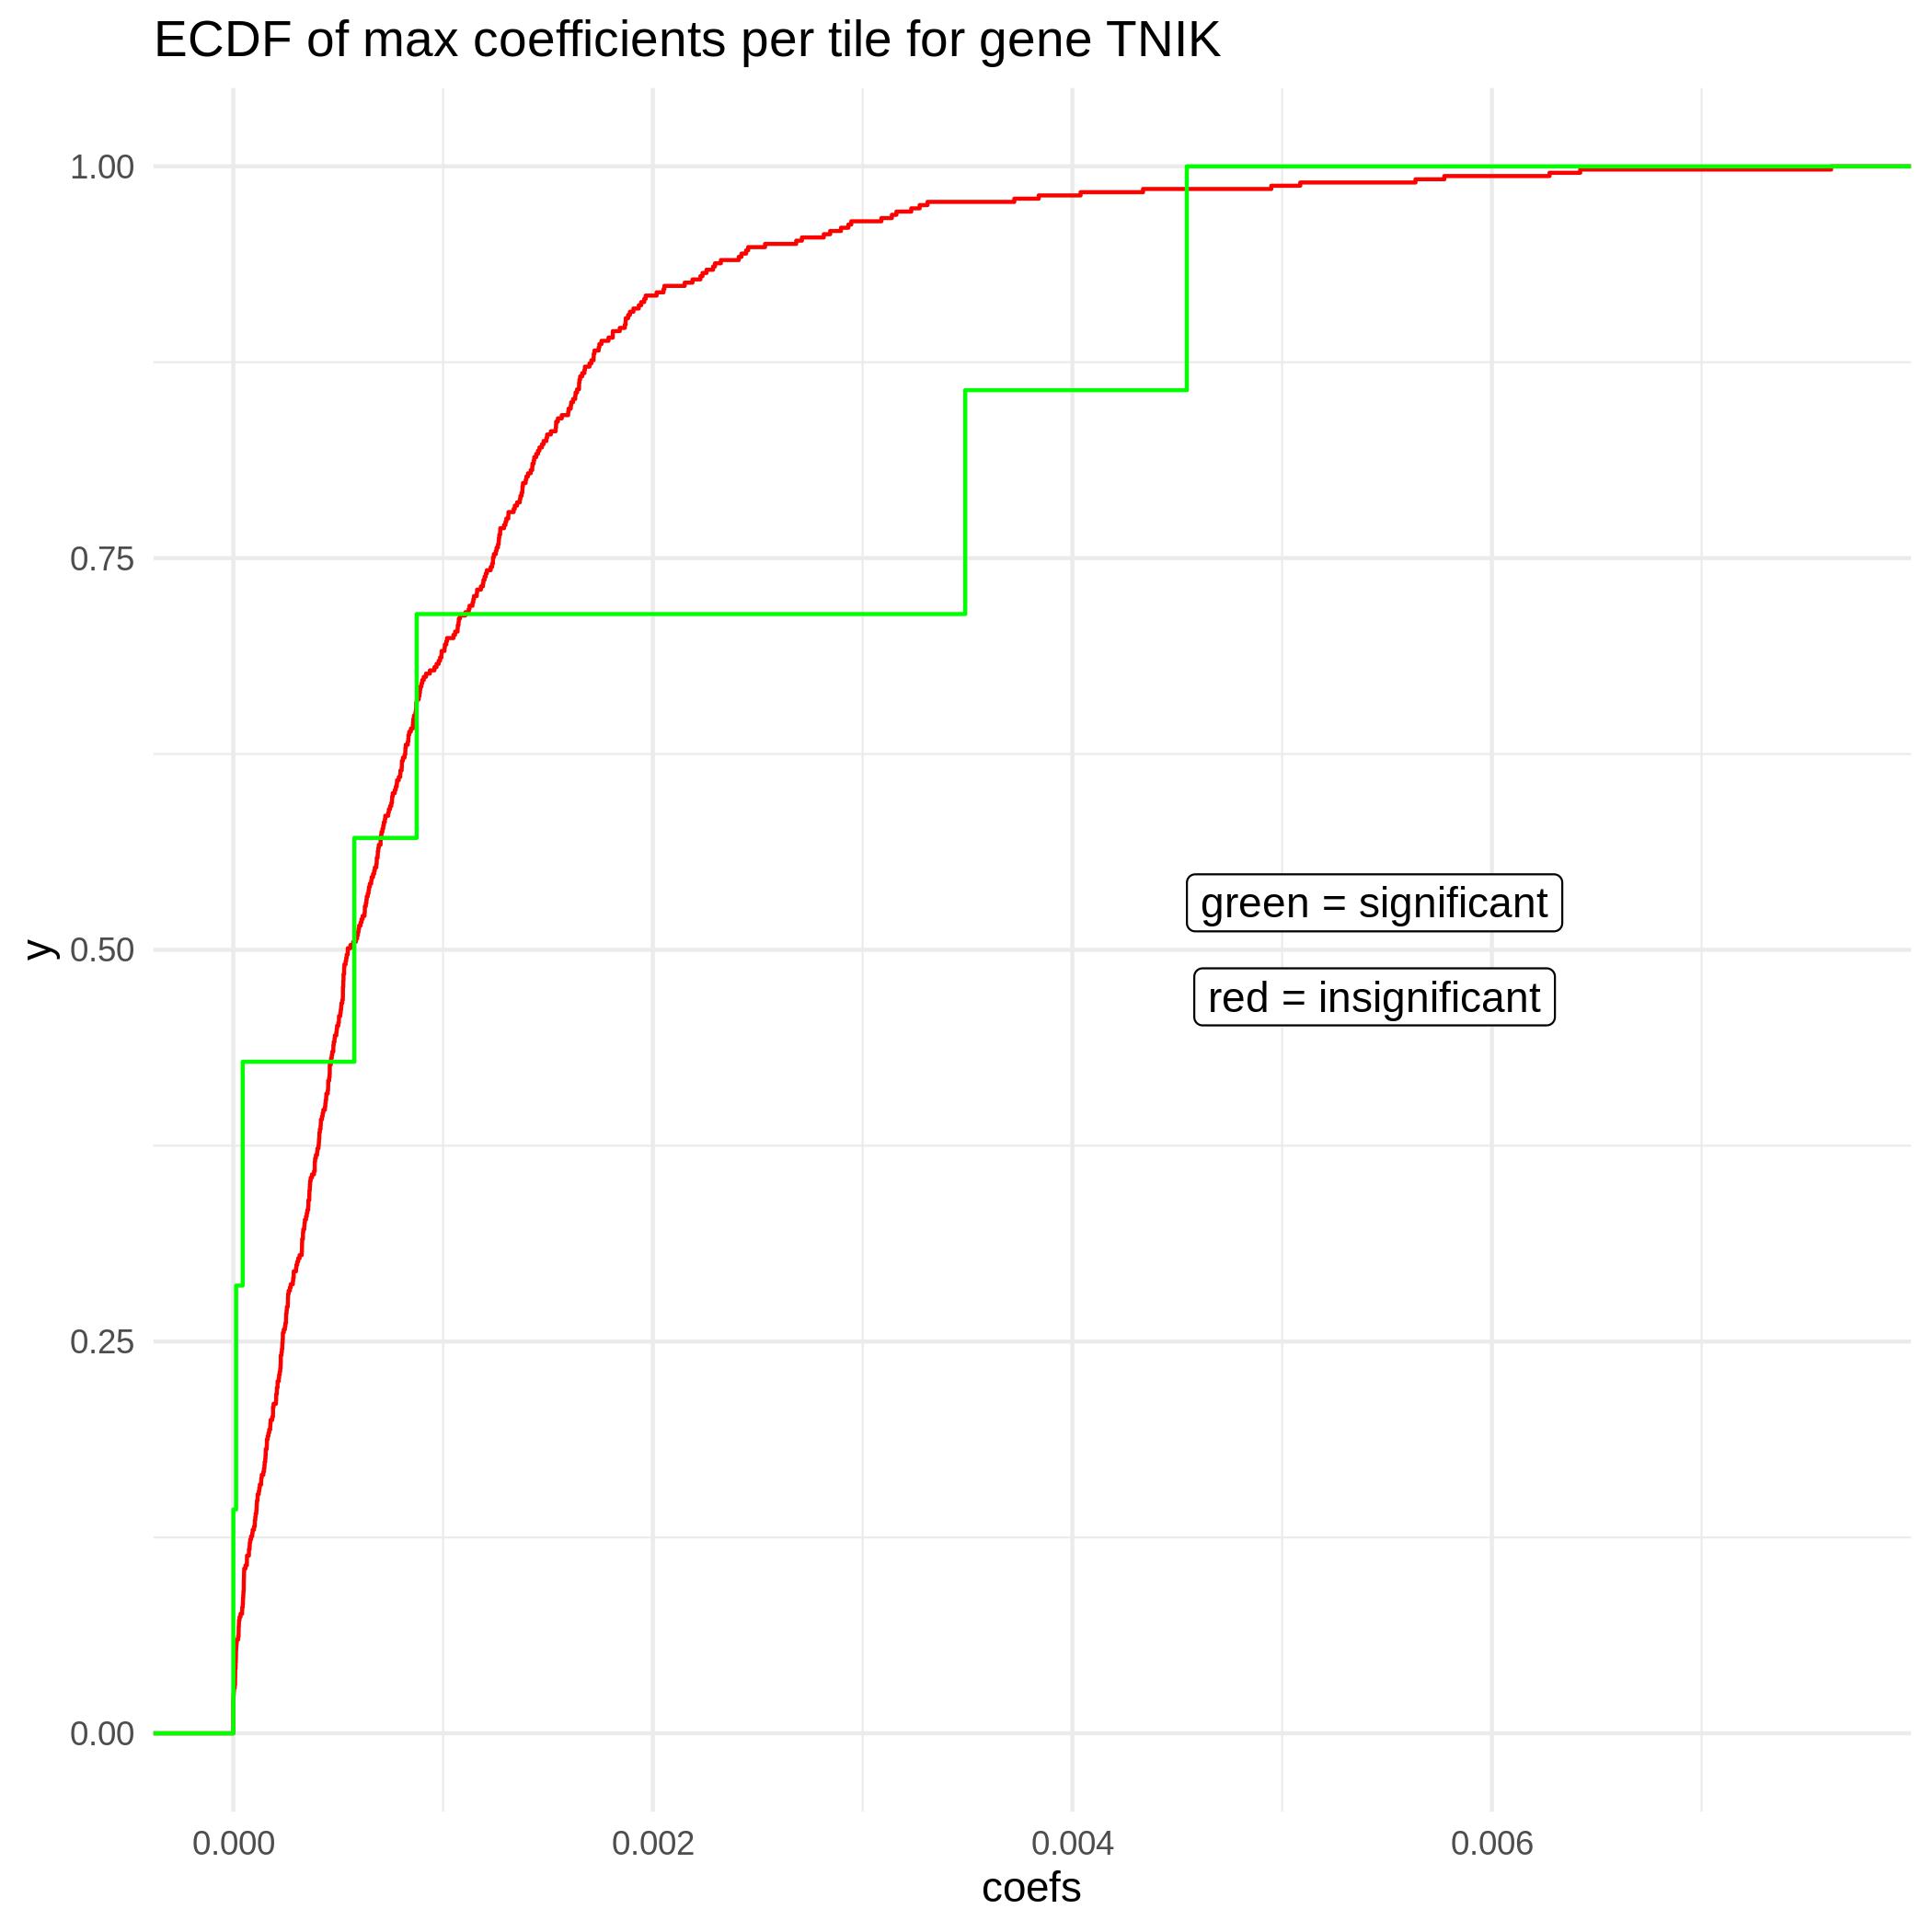 ECDF of max coefficients per tile for gene TNIK
1.00
0.75
0.50
0.25
0.00
y
green = significant
red = insignificant
0.000 0.002 0.004 0.006
coefs